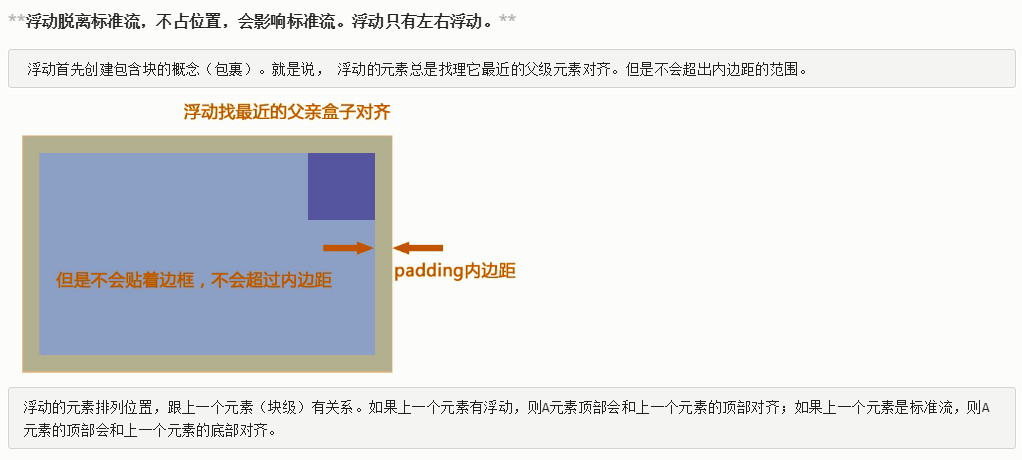 **浮动脱离标准流，不占位置，会影响标准流。浮动只有左右浮动。**
浮动首先创建包含块的概念（包裹）。就是说， 浮动的元素总是找理它最近的父级元素对齐。但是不会超出内边距的范围。
浮动找最近的父亲盒子对齐
padding内边距
但是不会贴着边框，不会超过内边距
浮动的元素排列位置，跟上一个元素（块级）有关系。如果上一个元素有浮动，则A元素顶部会和上一个元素的顶部对齐；如果上一个元素是标准流，则A
元素的顶部会和上一个元素的底部对齐。